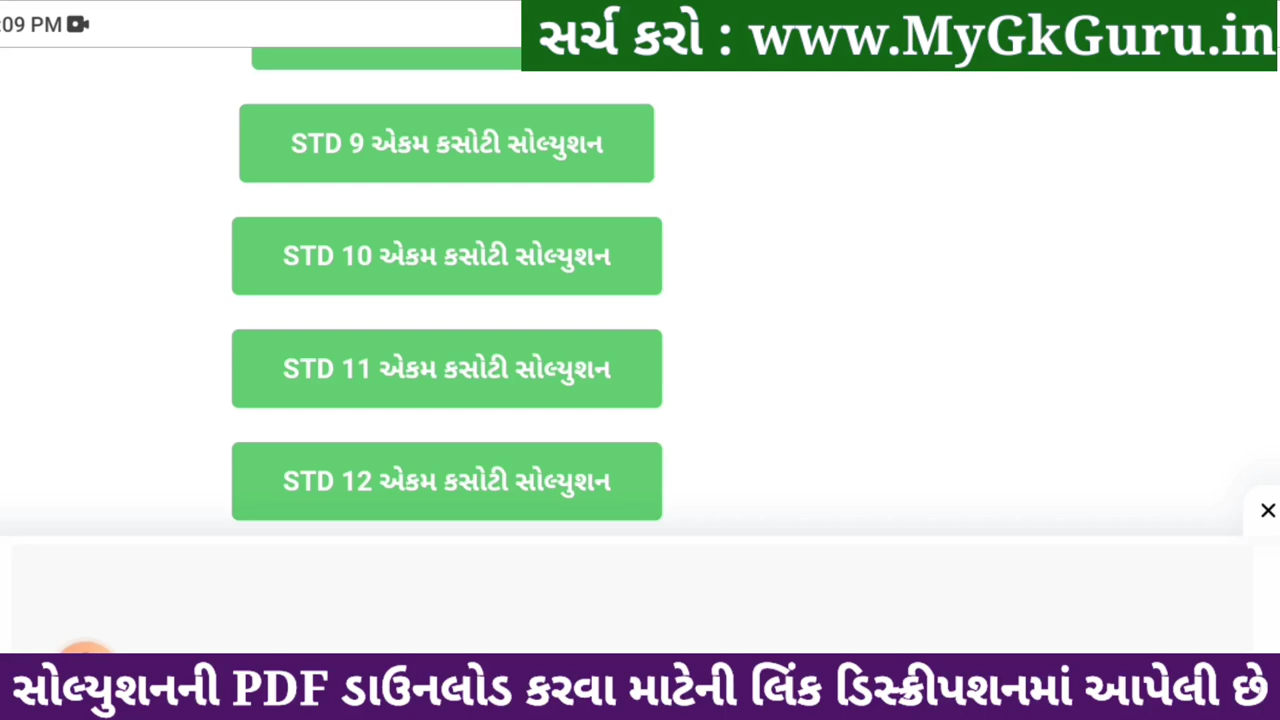 :09 PM
સર્ચ કરો : www.MyGkGuru.in
STD 9 એકમ કસોટી સોલ્યુશન
STD 10 એકમ કસોટી સોલ્યુશન
STD 11 એકમ કસોટી સોલ્યુશન
STD 12 એકમ કસોટી સોલ્યુશન
સોલ્યુશનની PDF ડાઉનલોડ કરવા માટેની લિંક ડિસ્ક્રીપશનમાં આપેલી છે